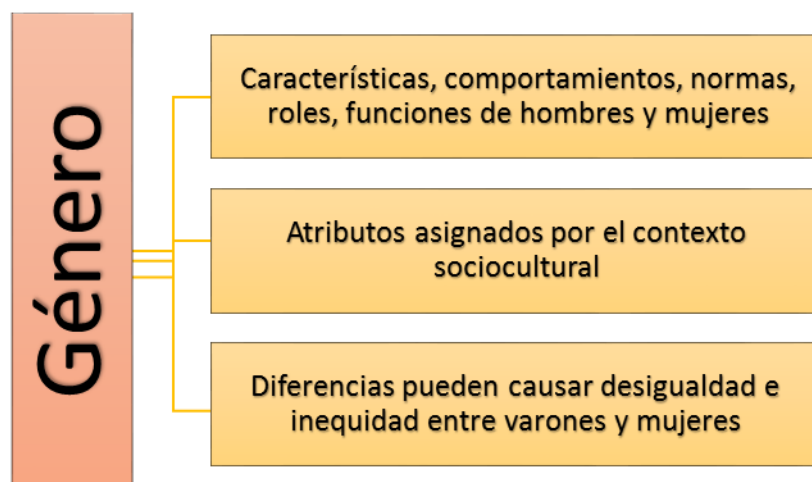 Género
Características, comportamientos, normas,
roles, funciones de hombres y mujeres
Atributos asignados por el contexto
sociocultural
Diferencias pueden causar desigualdad e
inequidad entre varones y mujeres